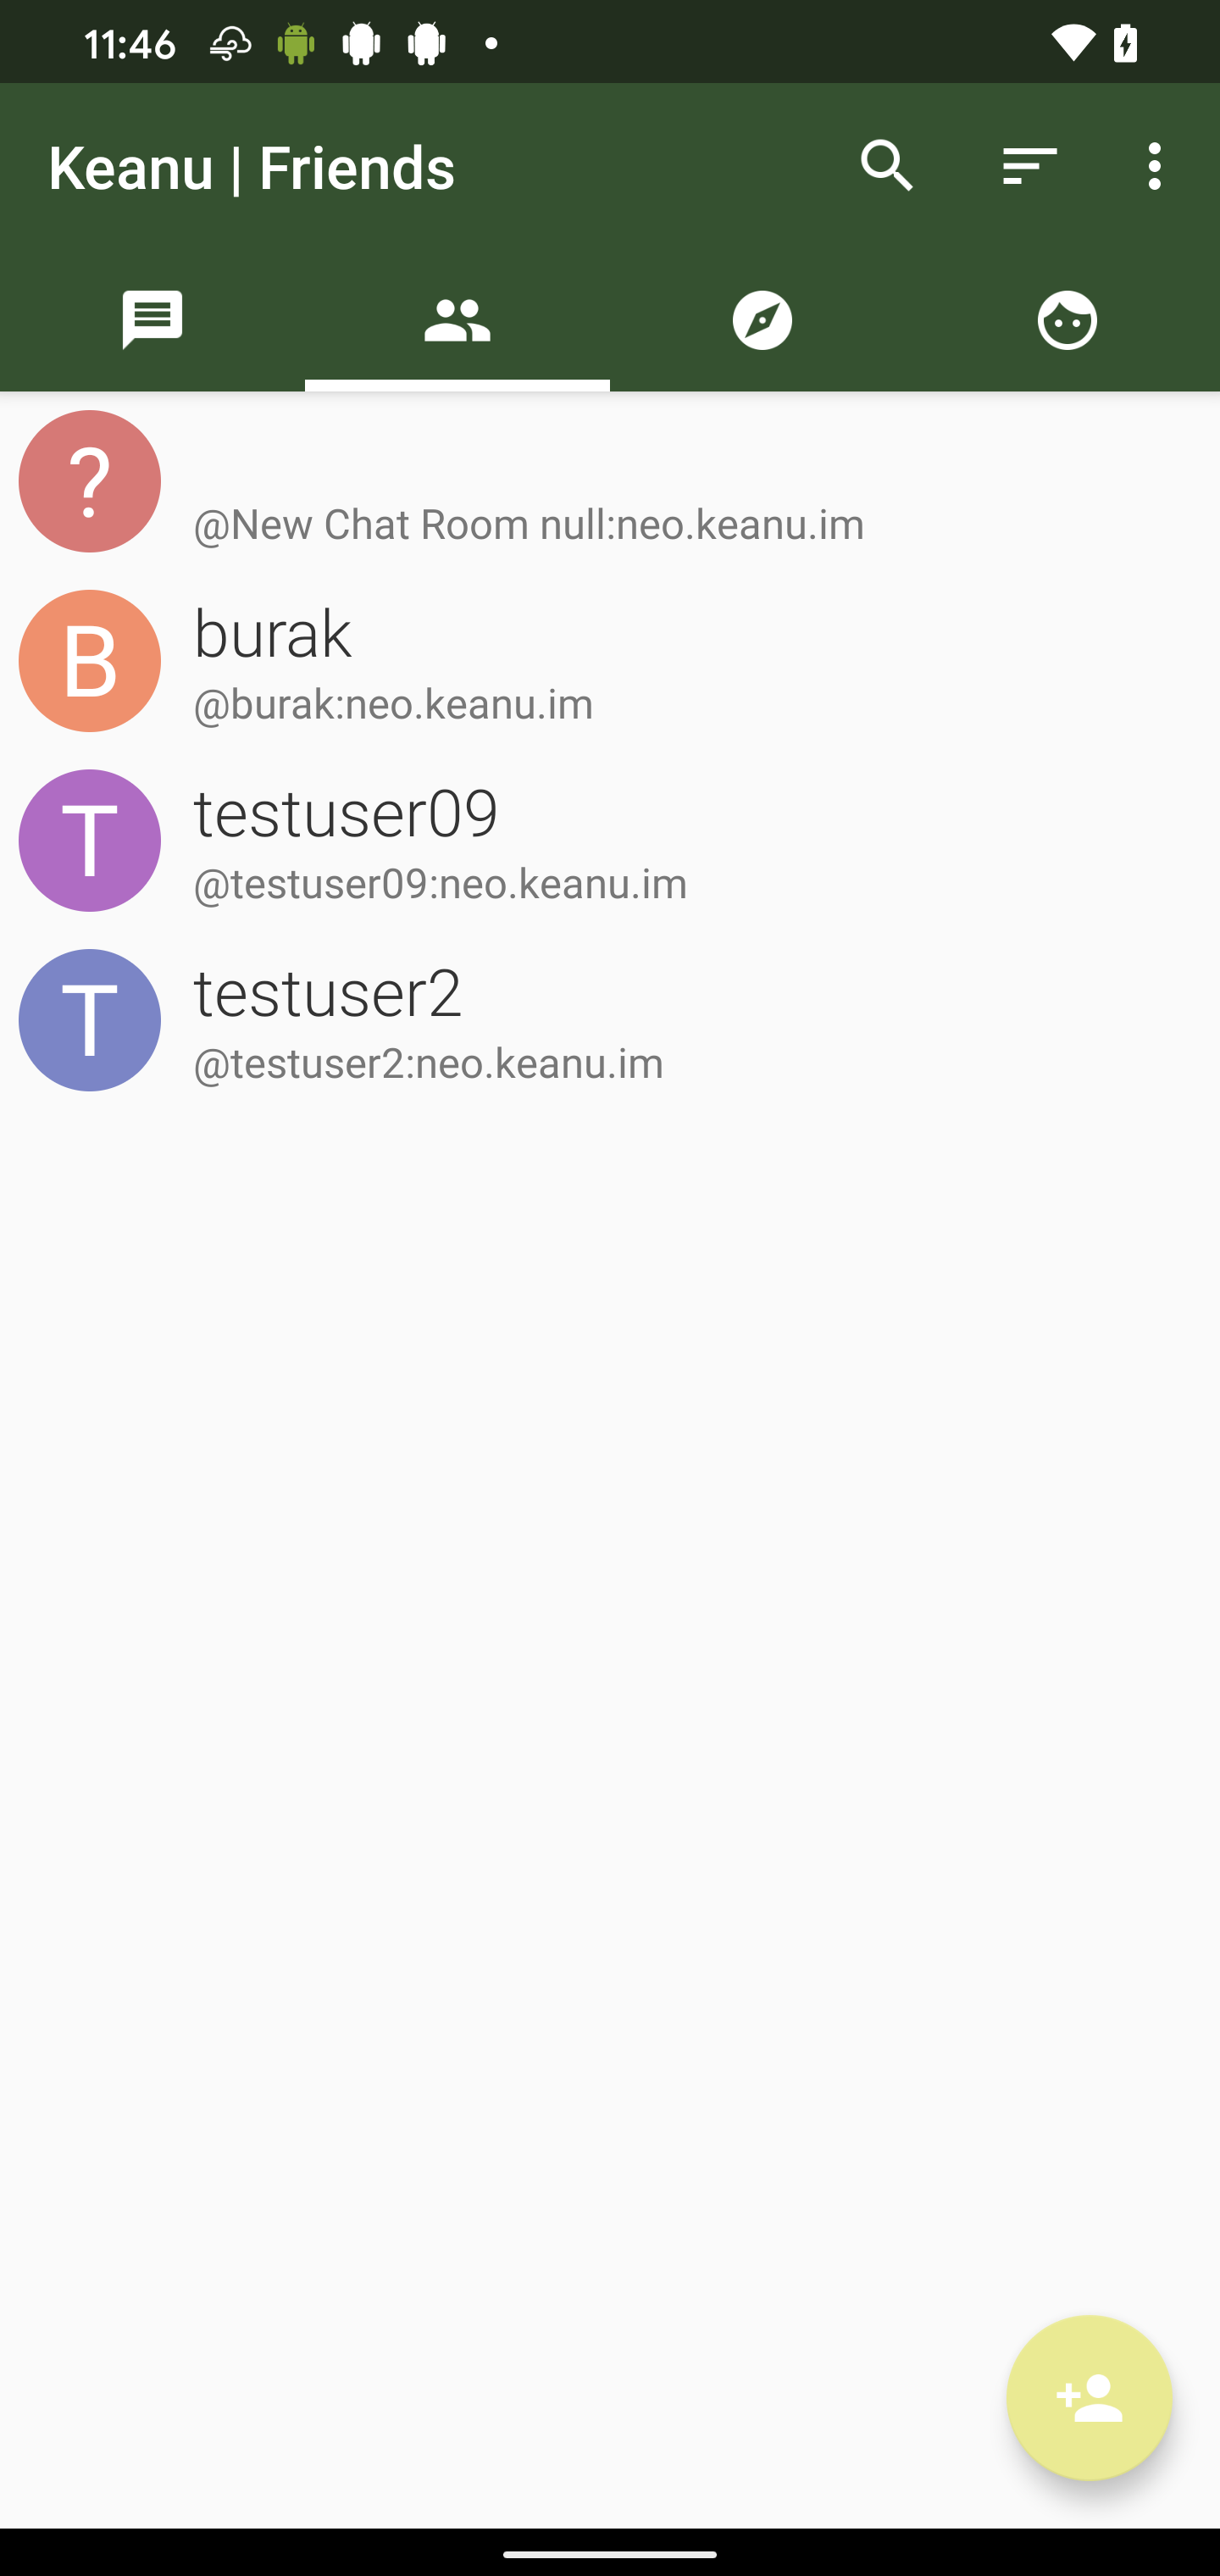 11:46
Keanu | Friends
?
@New Chat Room null:neo.keanu.im
B
burak
@burak:neo.keanu.im
T
testuser09
@testuser09:neo.keanu.im
T
testuser2
@testuser2:neo.keanu.im